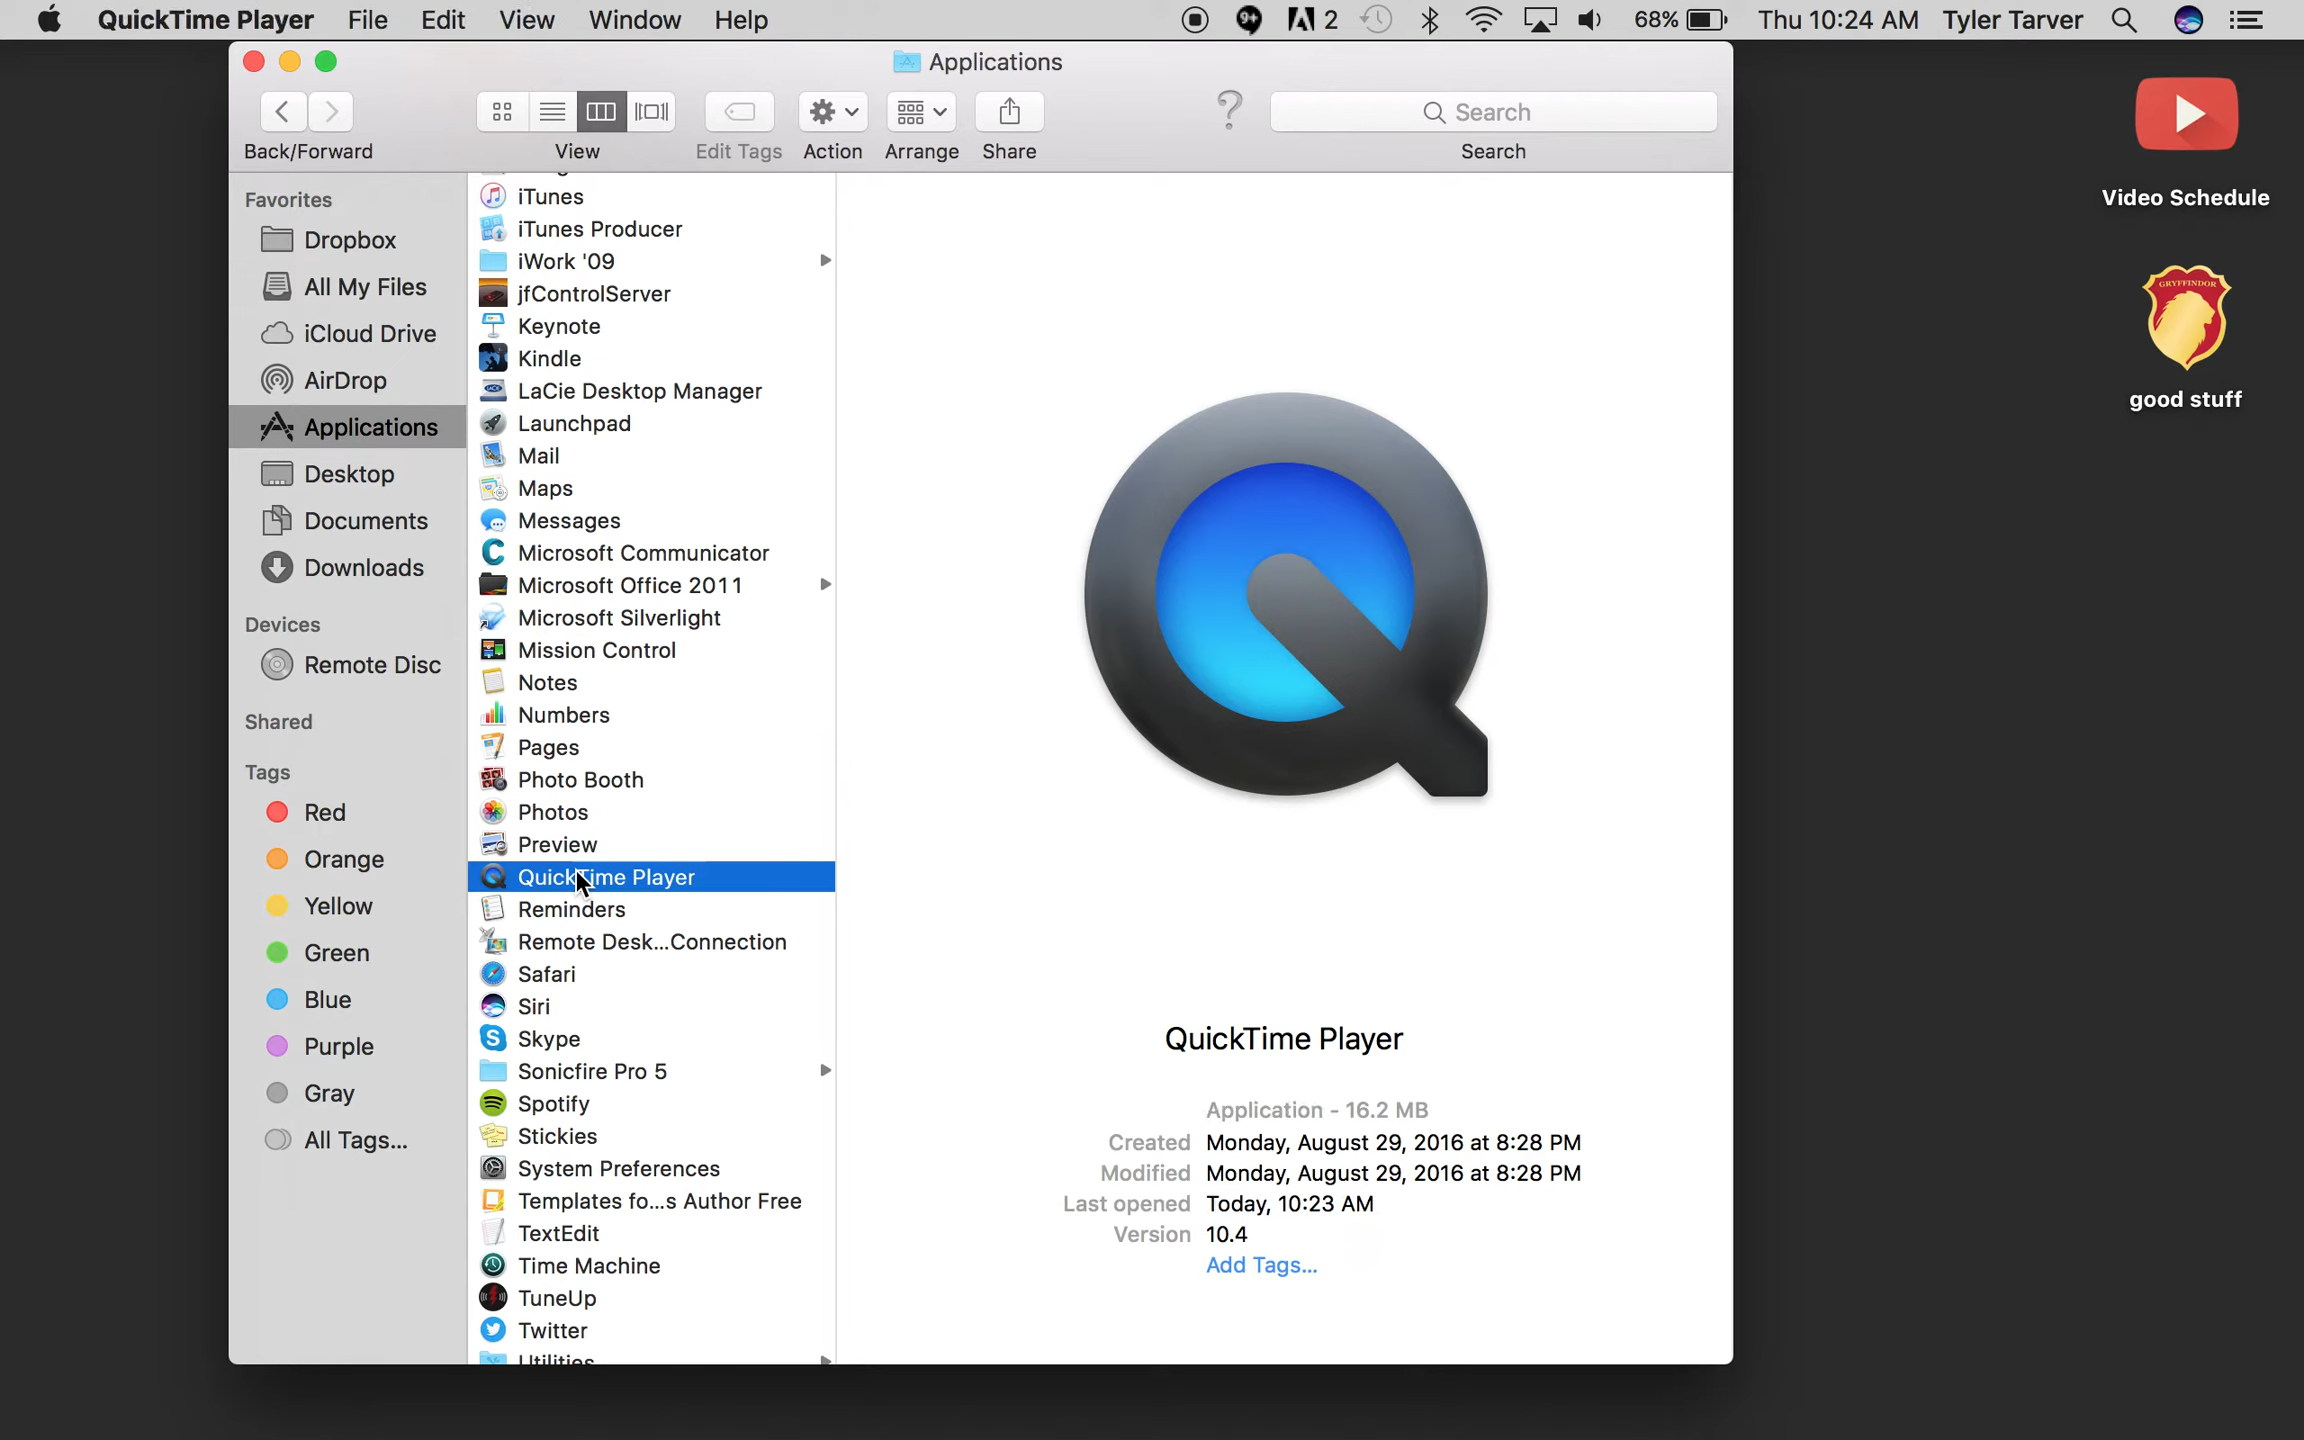 QuickTime Player File Edit View Window Help 9+ 2 68% Thu 10:24 AM Tyler Tarver
Applications
Search
Back/Forward View Edit Tags Action Arrange Share Search
Favorites
Dropbox
All My Files
iCloud Drive
AirDrop
Applications
Desktop
Documents
Downloads
Devices
Remote Disc
Shared
Tags
Red
Orange
Yellow
Green
Blue
Purple
Gray
All Tags...
iTunes
iTunes Producer
iWork '09
jfControlServer
Keynote
Kindle
LaCie Desktop Manager
Launchpad
Mail
Maps
Messages
Microsoft Communicator
Microsoft Office 2011
Microsoft Silverlight
Mission Control
Notes
Numbers
Pages
Photo Booth
Photos
Preview
QuickTime Player
Reminders
Remote Desk...Connection
Safari
Siri
Skype
Sonicfire Pro 5
Spotify
Stickies
System Preferences
Templates fo...s Author Free
TextEdit
Time Machine
TuneUp
Twitter
Utilities
QuickTime Player
Application - 16.2 MB
Created Monday, August 29, 2016 at 8:28 PM
Modified Monday, August 29, 2016 at 8:28 PM
Last opened Today, 10:23 AM
Version 10.4
Add Tags...
Video Schedule
GRYFFINDOR
good stuff